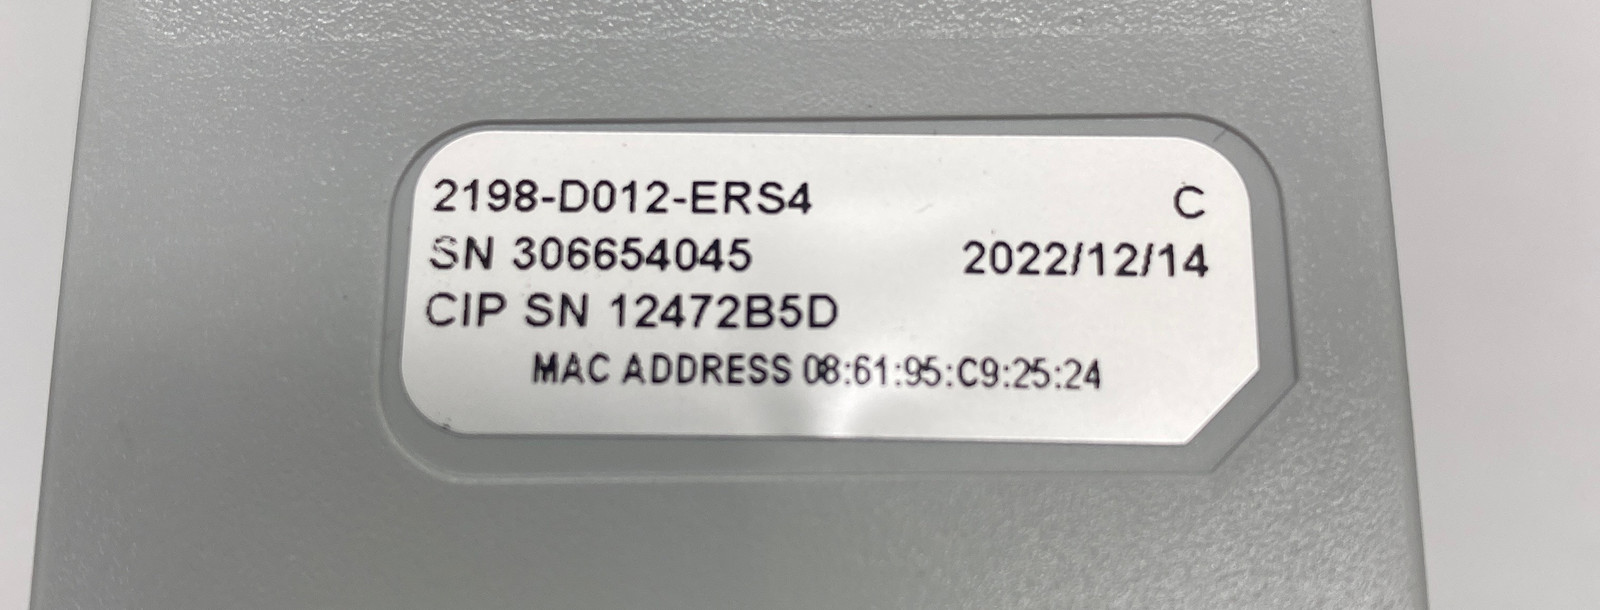 2198-D012-ERS4 C
SN 306654045 2022/12/14
CIP SN 12472B5D
MAC ADDRESS 08:61:95:C9:25:24